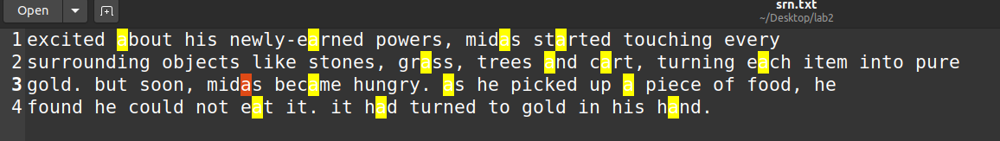 Open
srn.txt
~/Desktop/lab2
1 excited about his newly-earned powers, midas started touching every
2 surrounding objects like stones, grass, trees and cart, turning each item into pure
3 gold. but soon, midas became hungry. as he picked up a piece of food, he
4 found he could not eat it. it had turned to gold in his hand.